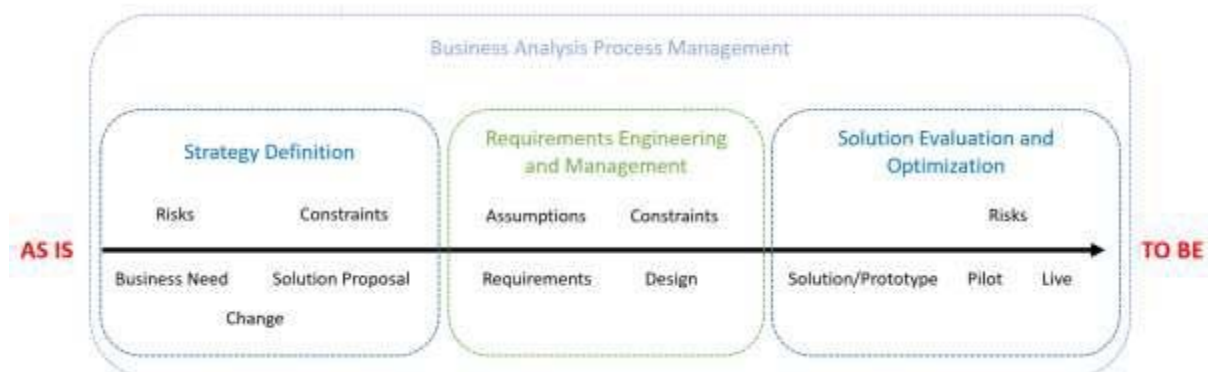 Business Analysis Process Management
Strategy Definition
Risks Constraints
Business Need Solution Proposal
Change
Requirements Engineering
and Management
Assumptions Constraints
Requirements Design
Solution Evaluation and
Optimization
Risks
Solution/Prototype Pilot Live
AS IS
TO BE